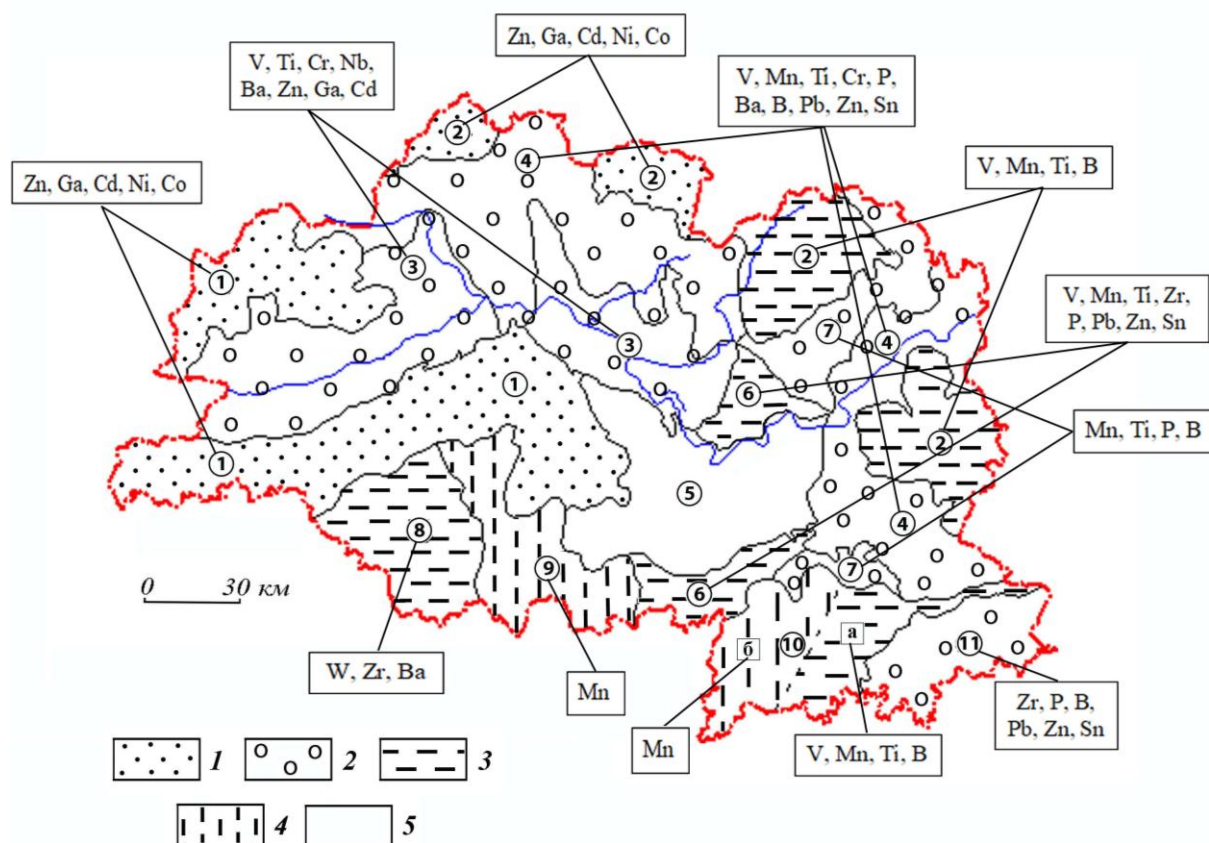 Zn, Ga, Cd, Ni, Co
V, Ti, Cr, Nb,
Ba, Zn, Ga, Cd
V, Mn, Ti, Cr, P,
Ba, B, Pb, Zn, Sn
Zn, Ga, Cd, Ni, Co
V, Mn, Ti, B
V, Mn, Ti, Zr,
P, Pb, Zn, Sn
Mn, Ti, P, B
2
4
2
2
1
3
7
4
3
1
6
2
1
5
4
8
9
7
6
0 30 км
б
10
а
11
W, Zr, Ba
Mn
Mn
V, Mn, Ti, B
Zr, P, B,
Pb, Zn, Sn
1
2
3
4
5